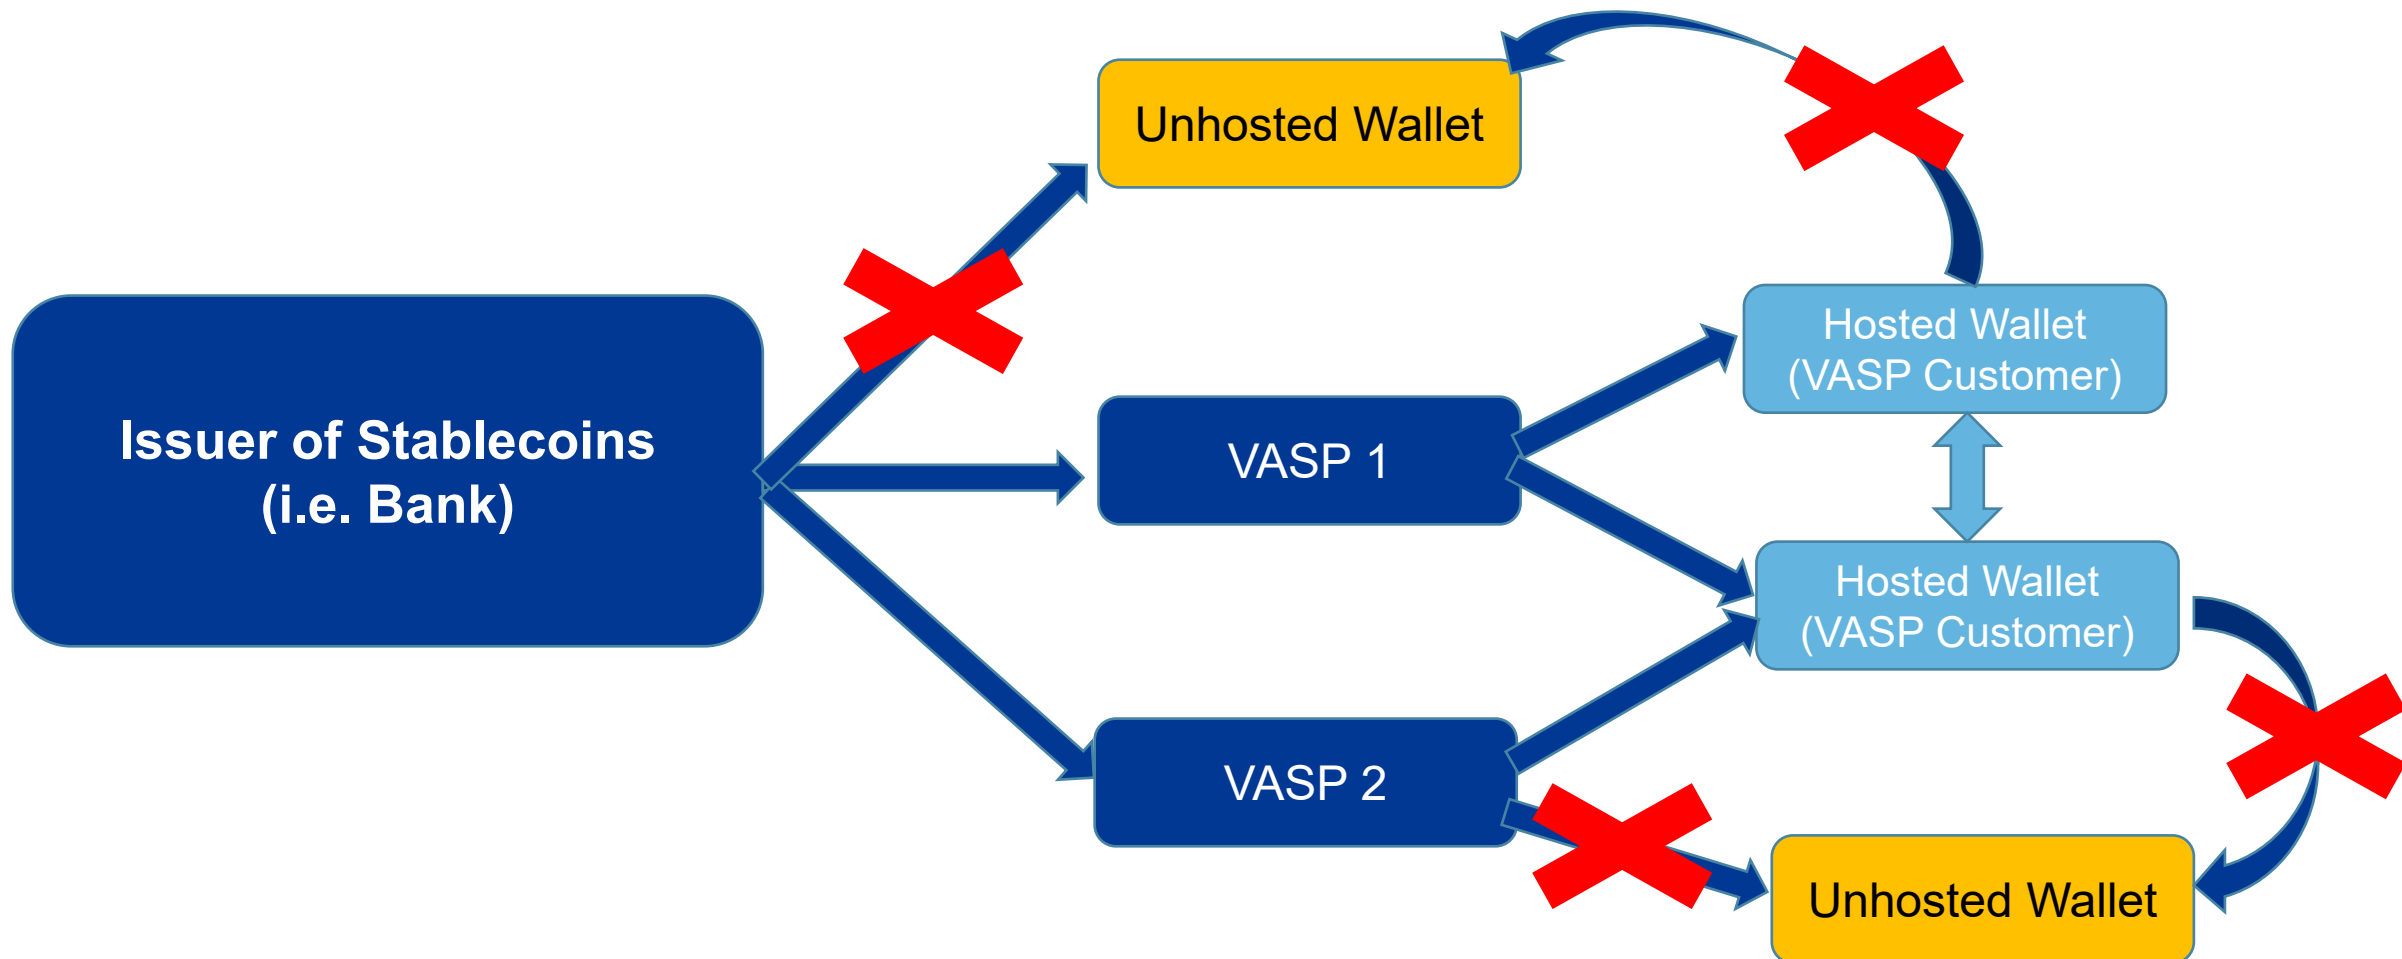 Unhosted Wallet
Issuer of Stablecoins
(i.e. Bank)
VASP 1
Hosted Wallet
(VASP Customer)
Hosted Wallet
(VASP Customer)
VASP 2
Unhosted Wallet